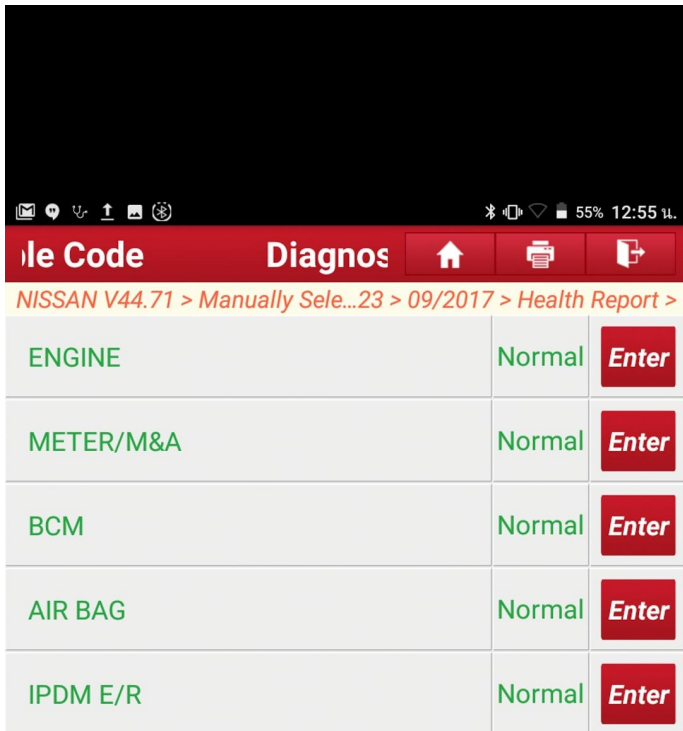 55% 12:55 น.
ple Code Diagnos
NISSAN V44.71 > Manually Sele...23 > 09/2017 > Health Report >
ENGINE Normal Enter
METER/M&A Normal Enter
BCM Normal Enter
AIR BAG Normal Enter
IPDM E/R Normal Enter